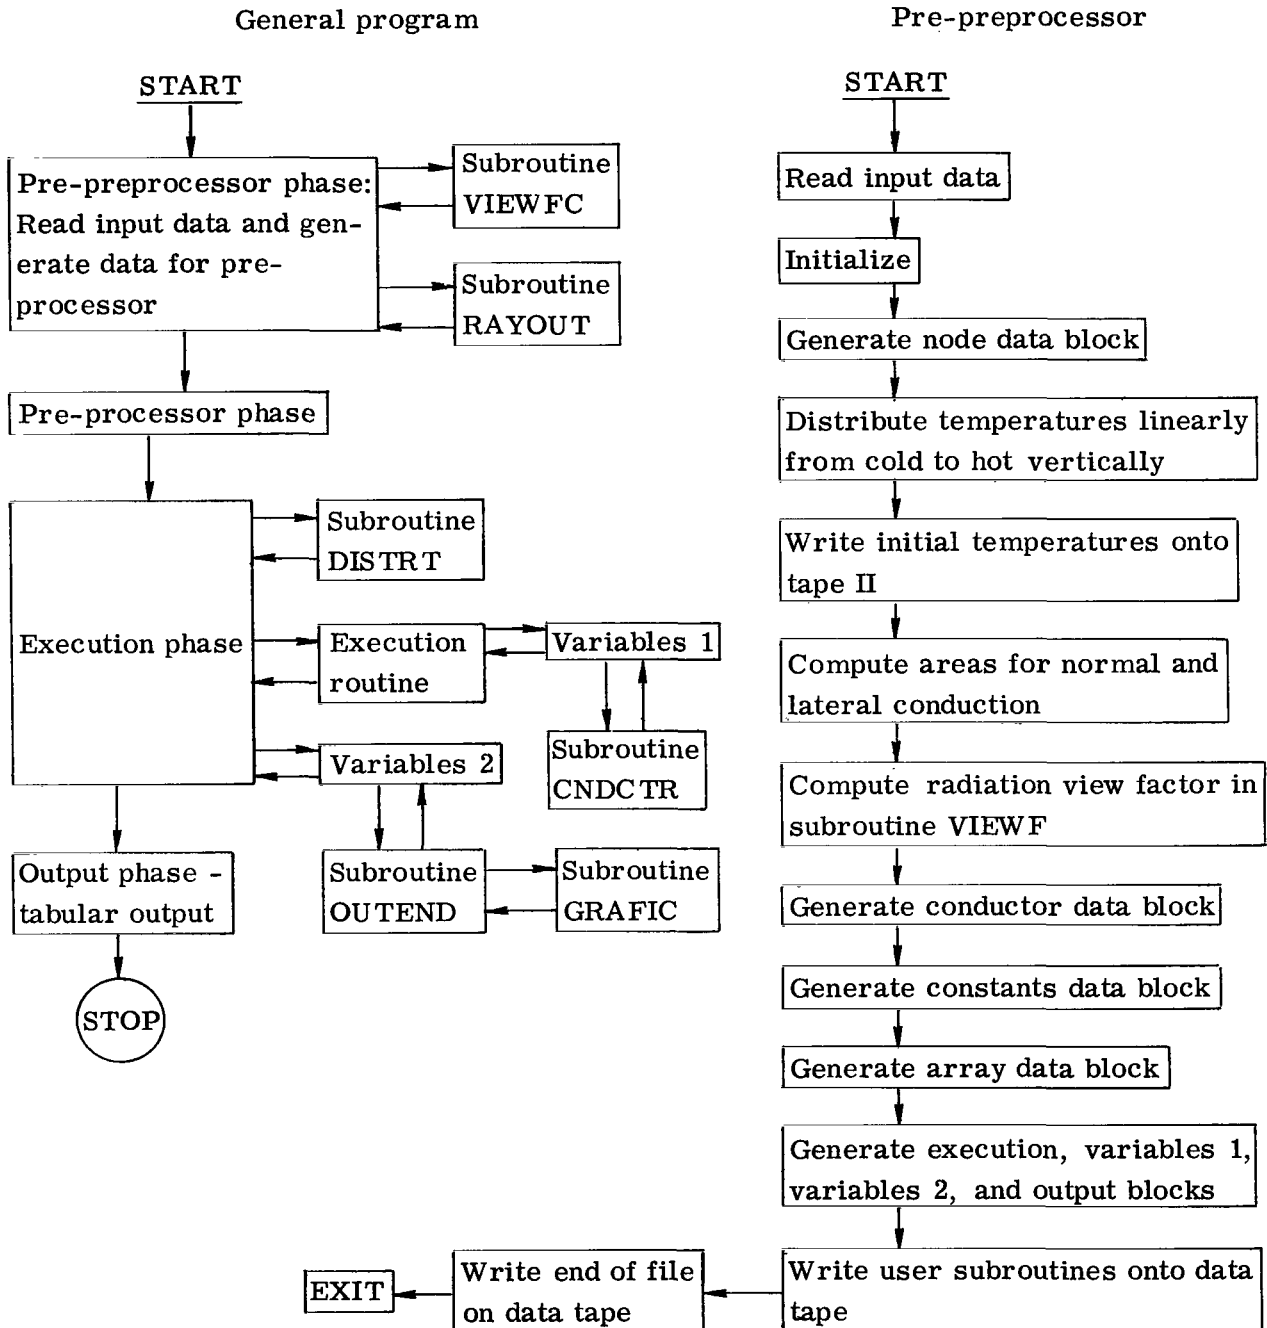 General program
START
Pre-preprocessor phase:
Read input data and gen-
erate data for pre-
processor
Subroutine
VIEWFC
Subroutine
RAYOUT
Pre-processor phase
Execution phase
Subroutine
DISTRT
Execution
routine
Variables 1
Subroutine
CNDCTR
Variables 2
Subroutine
OUTEND
Subroutine
GRAFIC
Output phase -
tabular output
STOP
Pre-preprocessor
START
Read input data
Initialize
Generate node data block
Distribute temperatures linearly
from cold to hot vertically
Write initial temperatures onto
tape II
Compute areas for normal and
lateral conduction
Compute radiation view factor in
subroutine VIEWF
Generate conductor data block
Generate constants data block
Generate array data block
Generate execution, variables 1,
variables 2, and output blocks
Write user subroutines onto data
tape
Write end of file
on data tape
EXIT